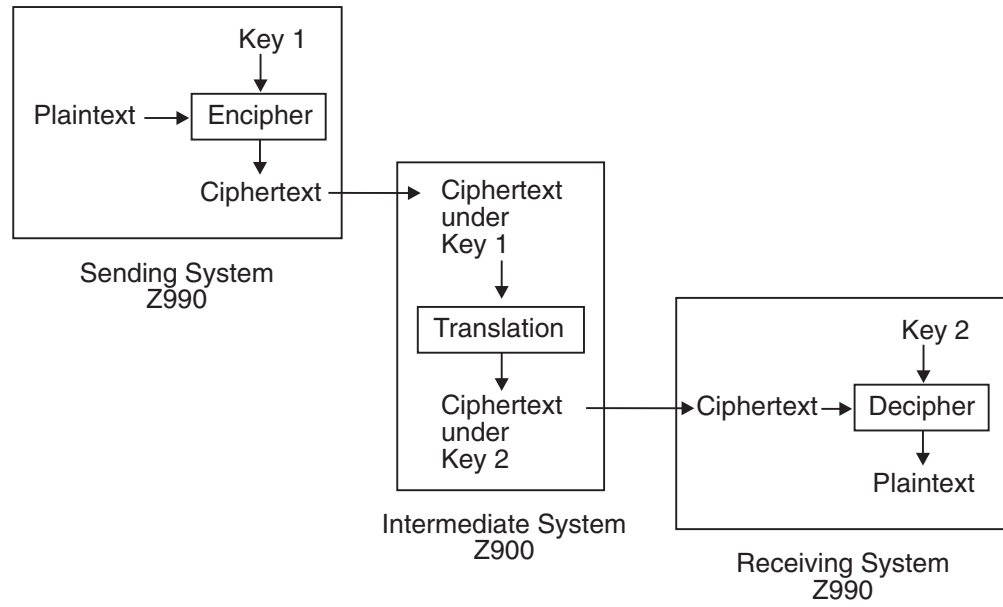 Key 1
Plaintext
Encipher
Ciphertext
Sending System
Z990
Ciphertext
under
Key 1
Translation
Ciphertext
under
Key 2
Intermediate System
Z900
Key 2
Ciphertext
Decipher
Plaintext
Receiving System
Z990